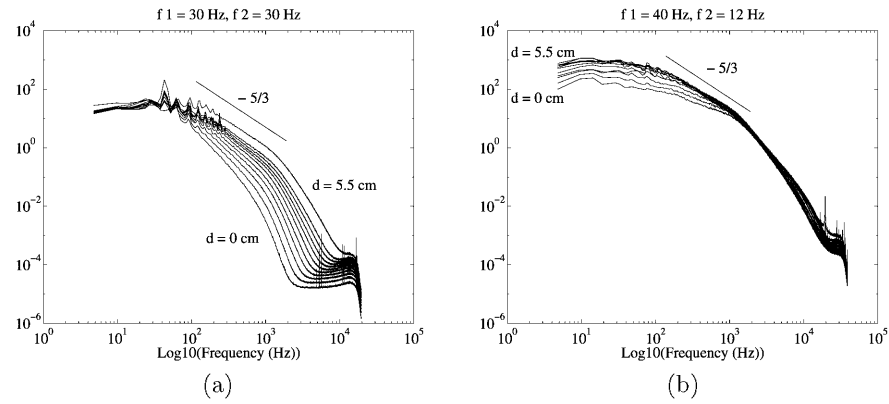 f 1 = 30 Hz, f 2 = 30 Hz
10^4
10^2
10^0
10^-2
10^-4
10^-6
− 5/3
d = 5.5 cm
d = 0 cm
10^0 10^1 10^2 10^3 10^4 10^5
Log10(Frequency (Hz))
(a)
f 1 = 40 Hz, f 2 = 12 Hz
10^4
10^2
10^0
10^-2
10^-4
10^-6
d = 5.5 cm
− 5/3
d = 0 cm
10^0 10^1 10^2 10^3 10^4 10^5
Log10(Frequency (Hz))
(b)